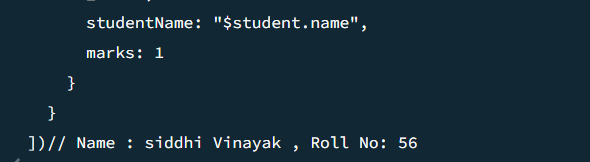 studentName: "$student.name",
marks: 1
}
}
])// Name : siddhi Vinayak , Roll No: 56